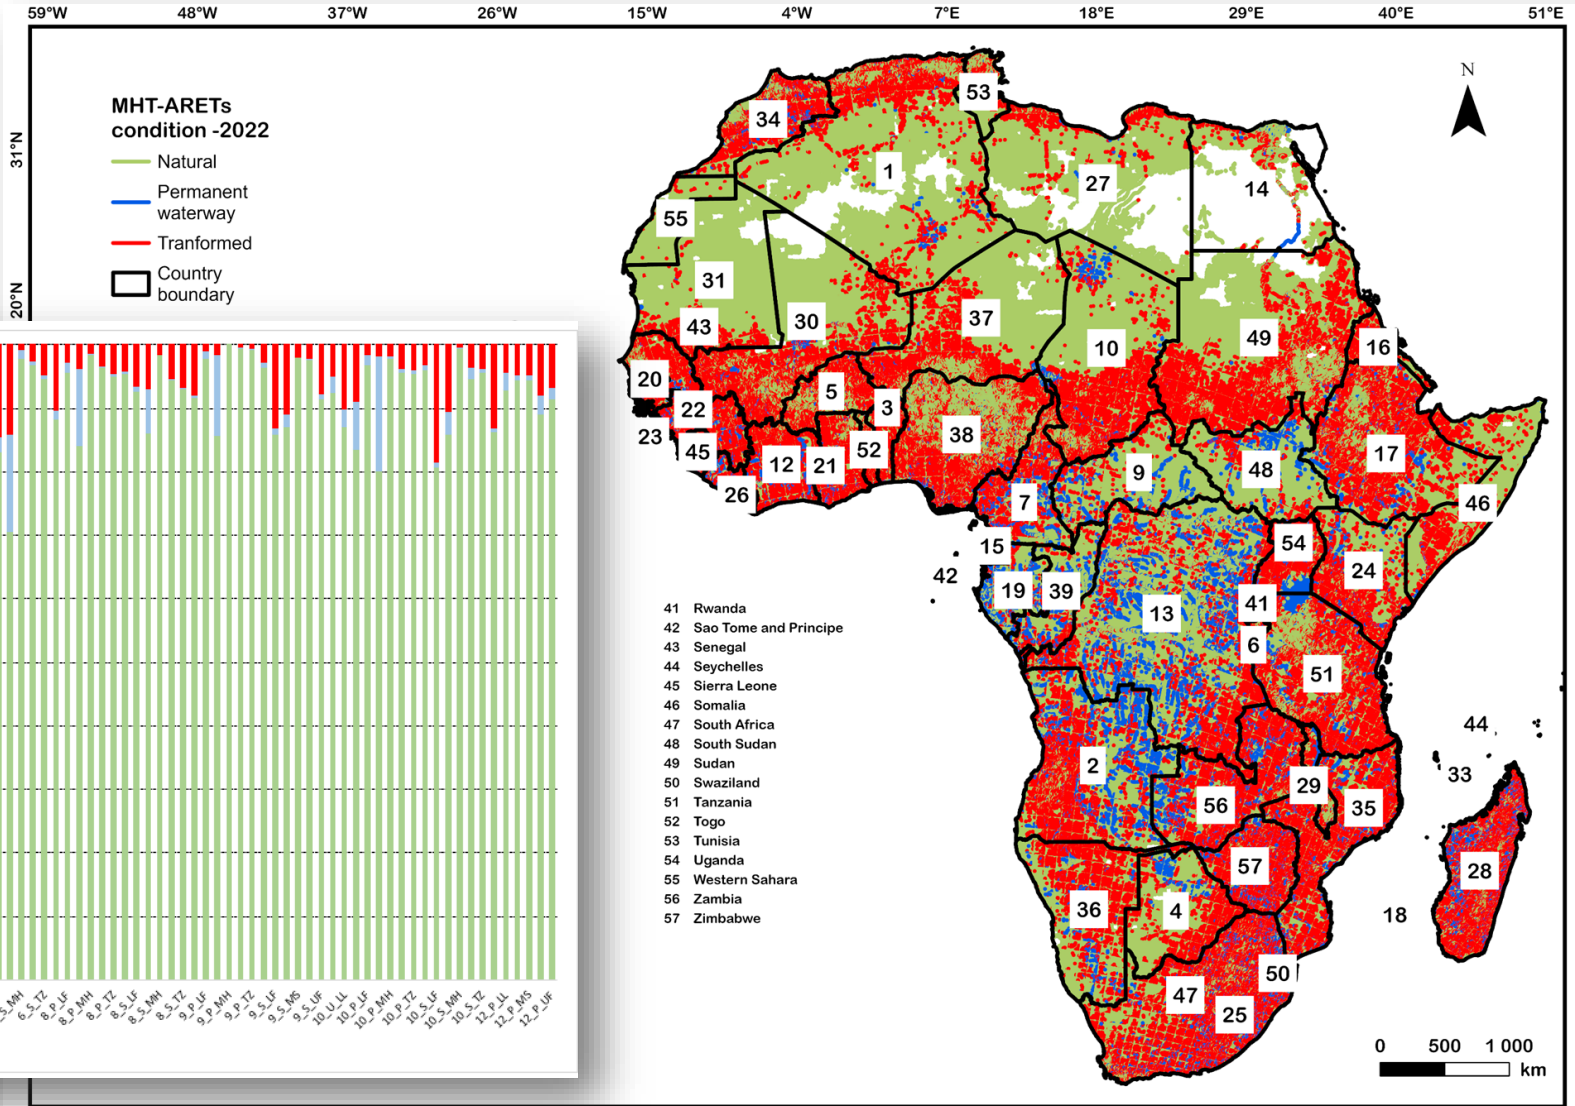 59°W 48°W 37°W 26°W 15°W 4°W 7°E 18°E 29°E 40°E 51°E
31°N
20°N
MHT-ARETs
condition -2022
Natural
Permanent
waterway
Tranformed
Country
boundary
N
53
34
1
27
14
55
31
30
37
10
49
16
43
20
5
3
22
23
38
45
12
21
52
9
48
17
26
7
46
15
54
24
42
19
39
13
41
6
51
44
2
29
33
56
35
57
28
36
4
18
50
47
25
41 Rwanda
42 Sao Tome and Principe
43 Senegal
44 Seychelles
45 Sierra Leone
46 Somalia
47 South Africa
48 South Sudan
49 Sudan
50 Swaziland
51 Tanzania
52 Togo
53 Tunisia
54 Uganda
55 Western Sahara
56 Zambia
57 Zimbabwe
0 500 1 000
km
_S_MH
6_S_TZ
8_P_LF
8_P_MH
8_P_TZ
8_S_LF
8_S_MH
8_S_TZ
9_P_LF
9_P_MH
9_P_TZ
9_S_LF
9_S_MS
9_S_UF
10_U_LL
10_P_LF
10_P_MH
10_P_TZ
10_S_LF
10_S_MH
10_S_TZ
12_P_LL
12_P_MS
12_P_UF